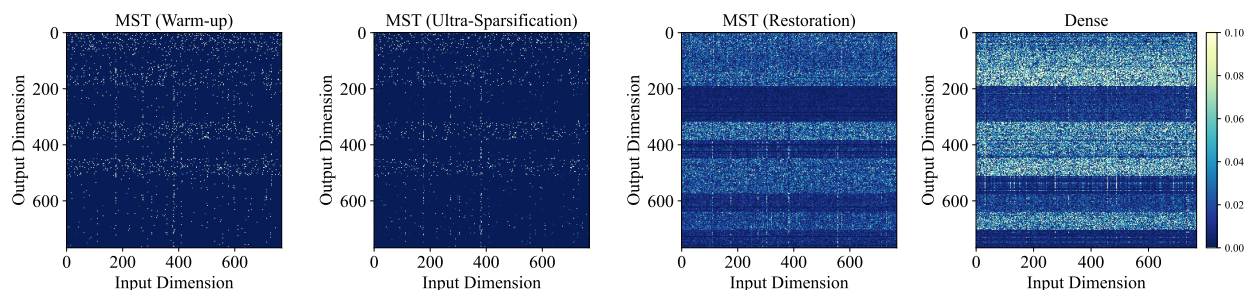 MST (Warm-up)
0
200
400
600
Output Dimension
0 200 400 600
Input Dimension
MST (Ultra-Sparsification)
0
200
400
600
Output Dimension
0 200 400 600
Input Dimension
MST (Restoration)
0
200
400
600
Output Dimension
0 200 400 600
Input Dimension
Dense
0
200
400
600
Output Dimension
0 200 400 600
Input Dimension
0.10
0.08
0.06
0.04
0.02
0.00